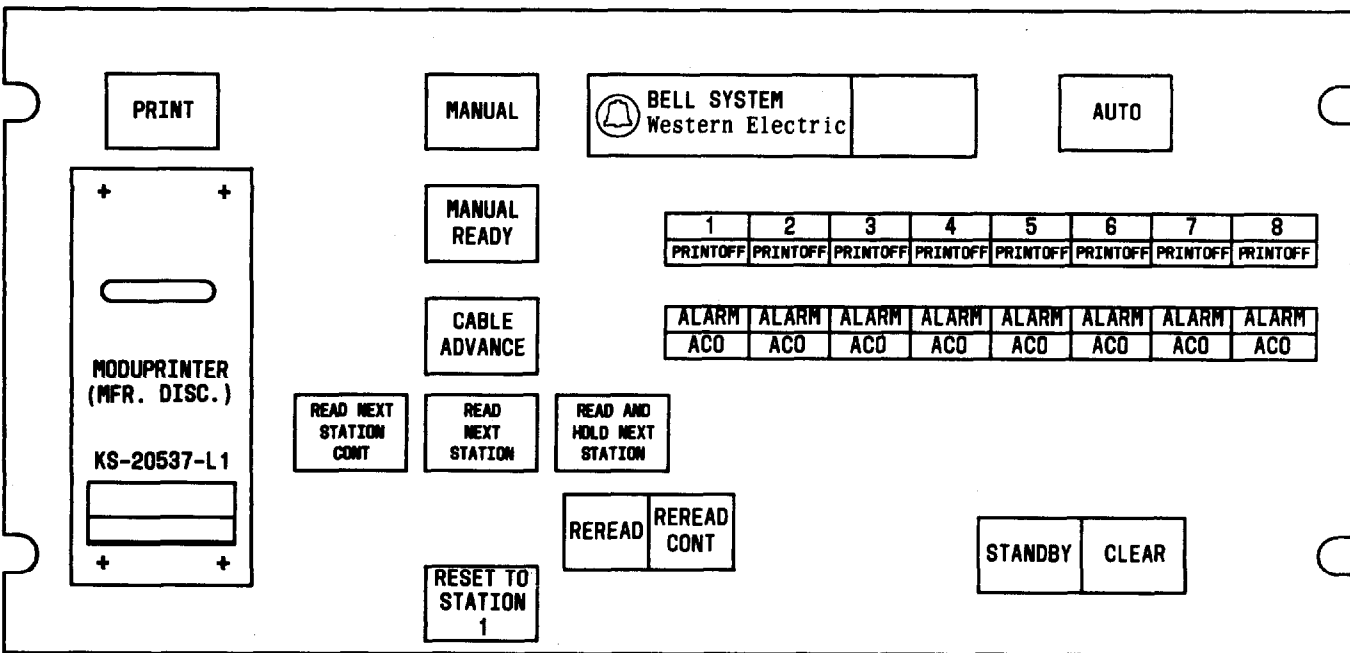 PRINT
MANUAL
BELL SYSTEM
Western Electric
AUTO
MANUAL
READY
1 2 3 4 5 6 7 8
PRINTOFF PRINTOFF PRINTOFF PRINTOFF PRINTOFF PRINTOFF PRINTOFF PRINTOFF
CABLE
ADVANCE
ALARM ALARM ALARM ALARM ALARM ALARM ALARM ALARM
ACO ACO ACO ACO ACO ACO ACO ACO
MODUPRINTER
(MFR. DISC.)
KS-20537-L1
READ NEXT
STATION
CONT
READ
NEXT
STATION
READ AND
HOLD NEXT
STATION
REREAD
REREAD
CONT
STANDBY
CLEAR
RESET TO
STATION
1